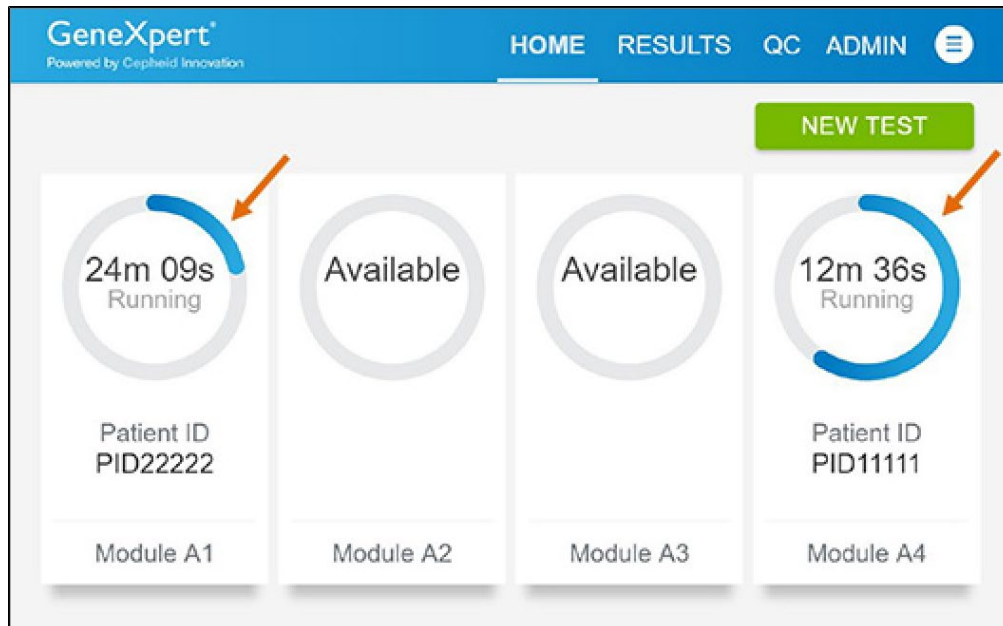 GeneXpert®
Powered by Cepheid Innovation
HOME RESULTS QC ADMIN
NEW TEST
24m 09s
Running
Patient ID
PID22222
Module A1
Available
Module A2
Available
Module A3
12m 36s
Running
Patient ID
PID11111
Module A4